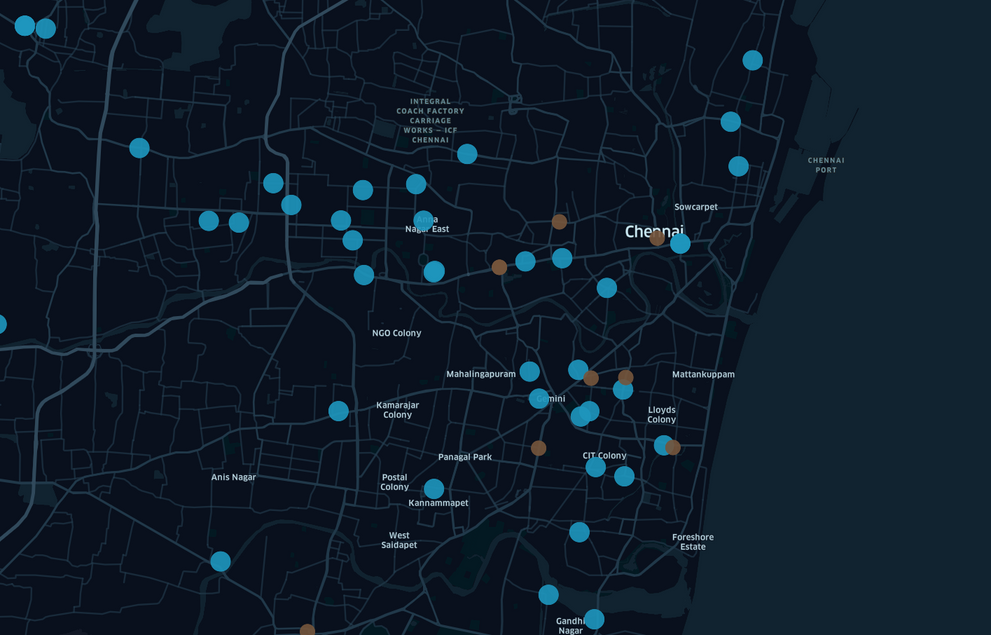 INTEGRAL
COACH FACTORY
CARRIAGE
WORKS – ICF
CHENNAI
CHENNAI
PORT
Sowcarpet
Anna
Nagar East
Chennai
NGO Colony
Mahalingapuram
Mattankuppam
Gemini
Kamarajar
Colony
Lloyds
Colony
Panagal Park
CIT Colony
Anis Nagar
Postal
Colony
Kannammapet
West
Saidapet
Foreshore
Estate
Gandhi
Nagar